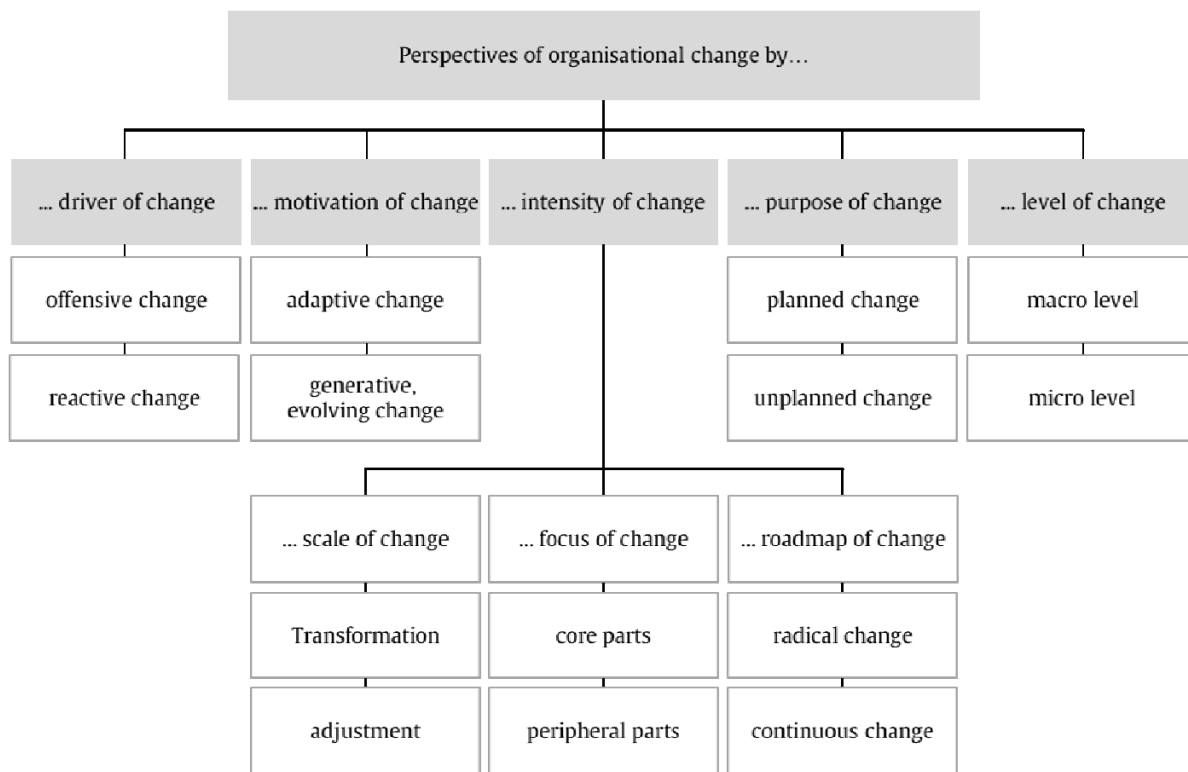 Perspectives of organisational change by…
... driver of change
... motivation of change
... intensity of change
... purpose of change
... level of change
offensive change
adaptive change
planned change
macro level
reactive change
generative,
evolving change
unplanned change
micro level
... scale of change
... focus of change
... roadmap of change
Transformation
core parts
radical change
adjustment
peripheral parts
continuous change